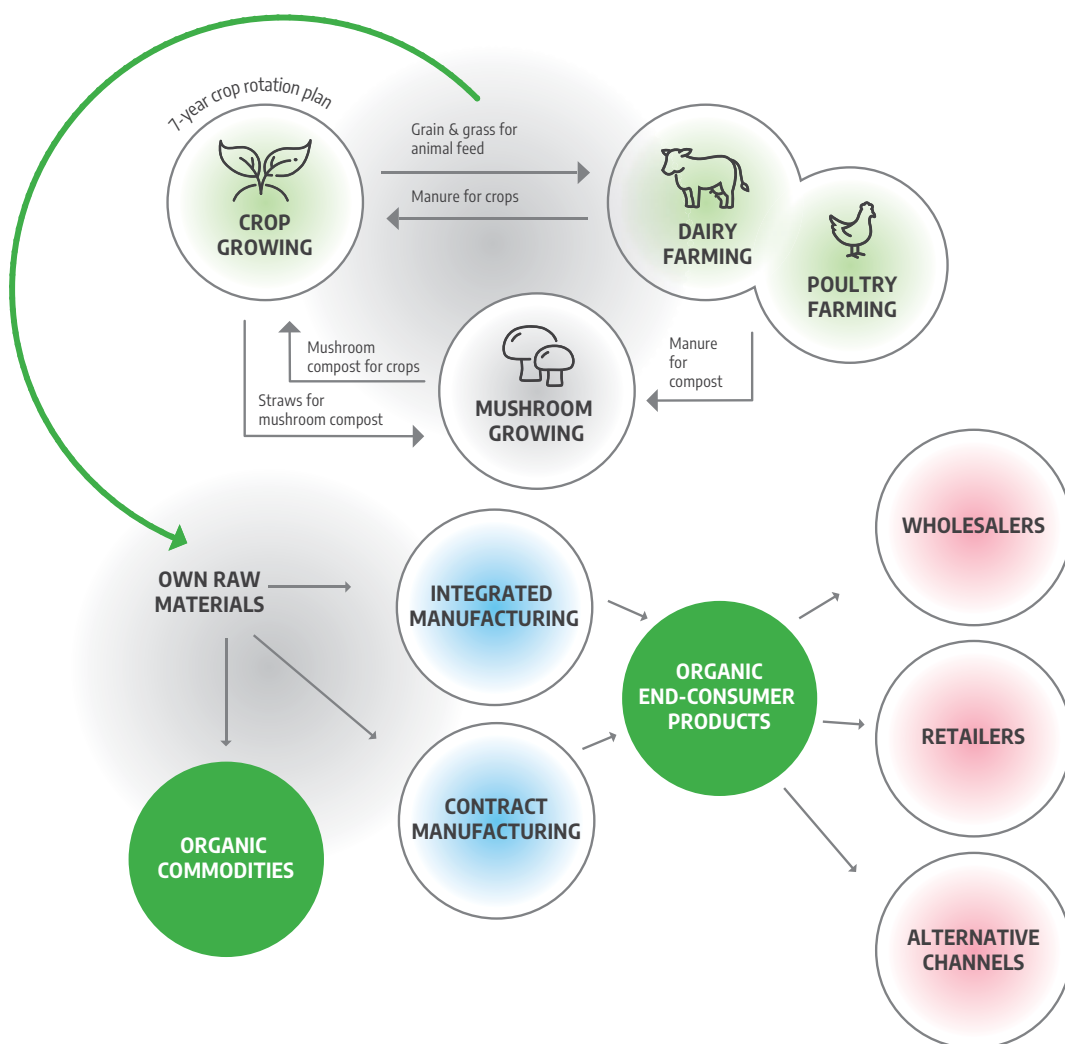 7-year crop rotation plan
CROP
GROWING
Grain & grass for
animal feed
Manure for crops
DAIRY
FARMING
POULTRY
FARMING
Mushroom
compost for crops
Straws for
mushroom compost
MUSHROOM
GROWING
Manure
for
compost
OWN RAW
MATERIALS
INTEGRATED
MANUFACTURING
CONTRACT
MANUFACTURING
ORGANIC
COMMODITIES
ORGANIC
END-CONSUMER
PRODUCTS
WHOLESALERS
RETAILERS
ALTERNATIVE
CHANNELS